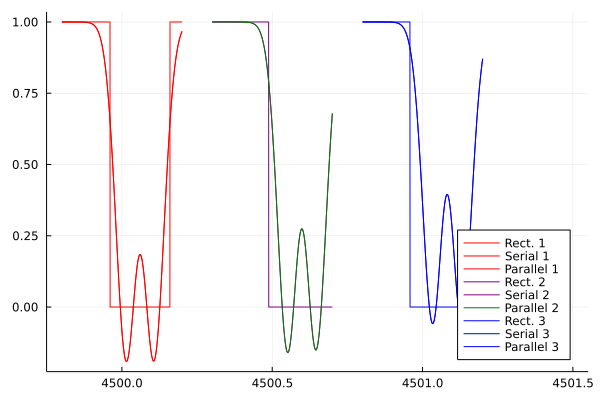 1.00
0.75
0.50
0.25
0.00
Rect. 1
Serial 1
Parallel 1
Rect. 2
Serial 2
Parallel 2
Rect. 3
Serial 3
Parallel 3
4500.0 4500.5 4501.0 4501.5